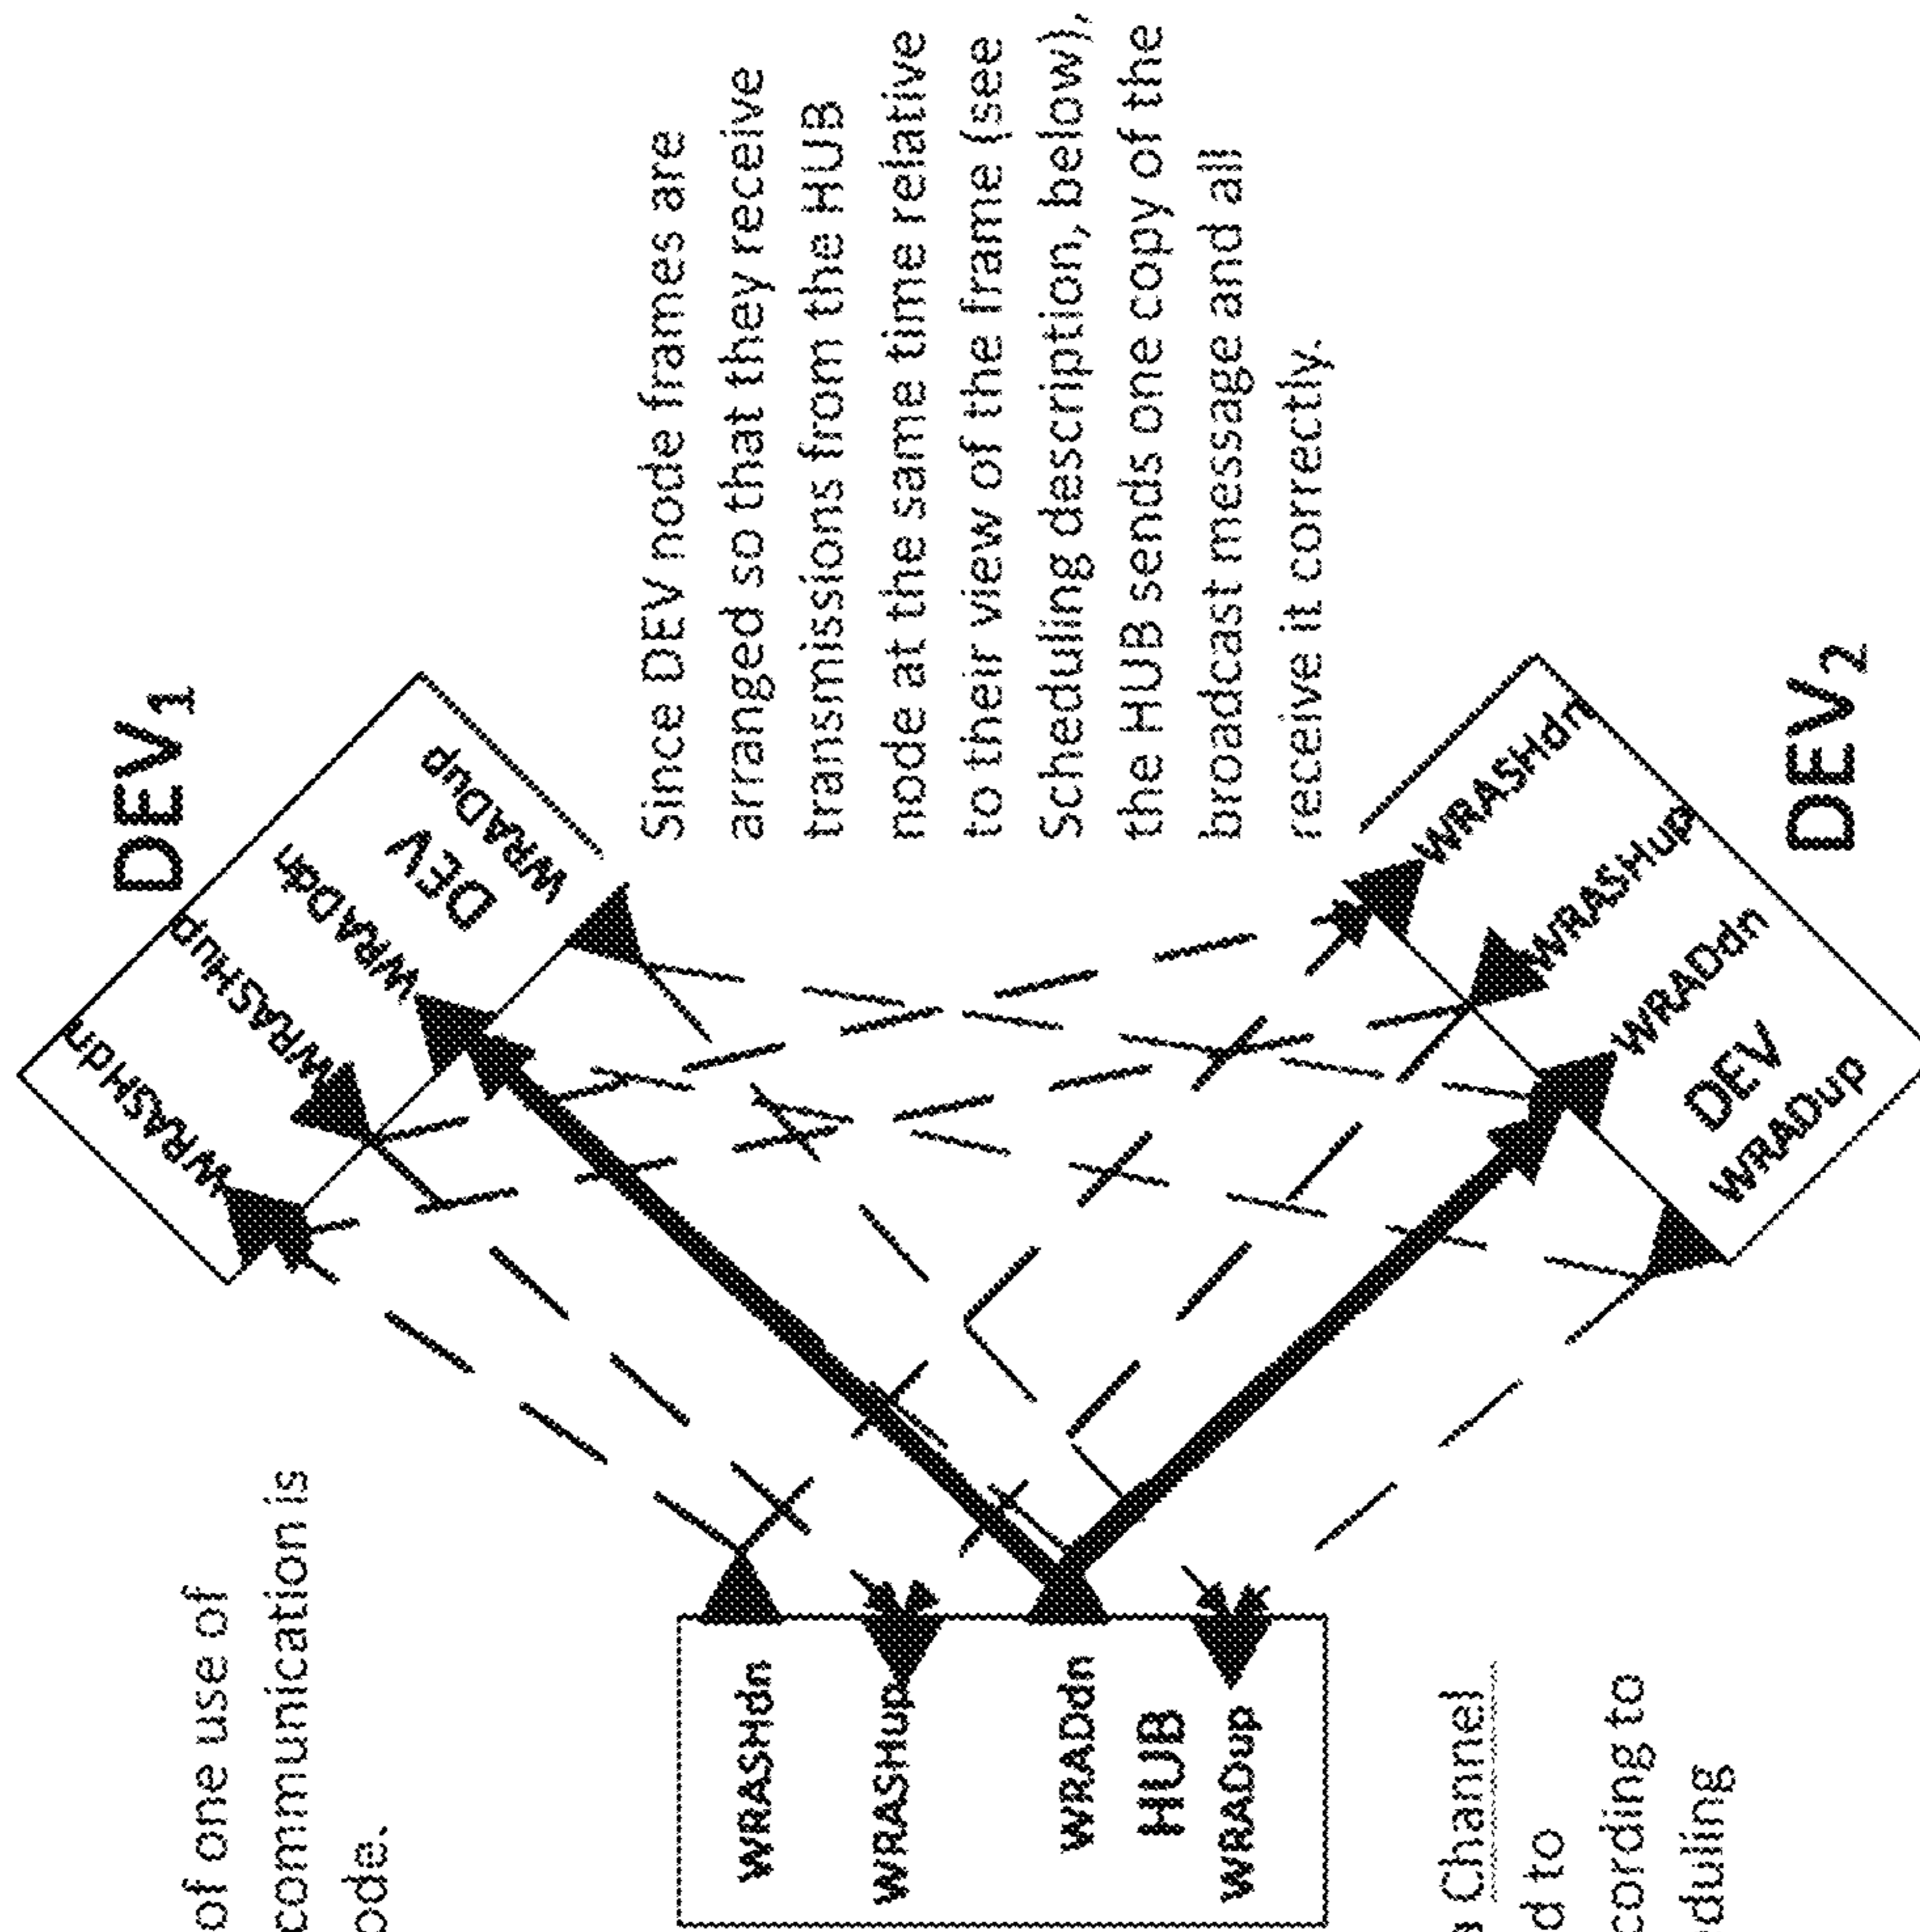 of one use of
communication is
ode.
DEV1
WRASHdn
WRASHup
WRADdn
DEV
WRADup
Since DEV node frames are
arranged so that they receive
transmissions from the HUB
node at the same time relative
to their view of the frame (see
Scheduling description, below),
the HUB sends one copy of the
broadcast message and all
receive it correctly.
WRASHdn
WRASHup
WRADdn
HUB
WRADup
WRASHdn
WRASHup
WRADdn
DEV
WRADup
DEV2
s Channel
d to
cording to
duling